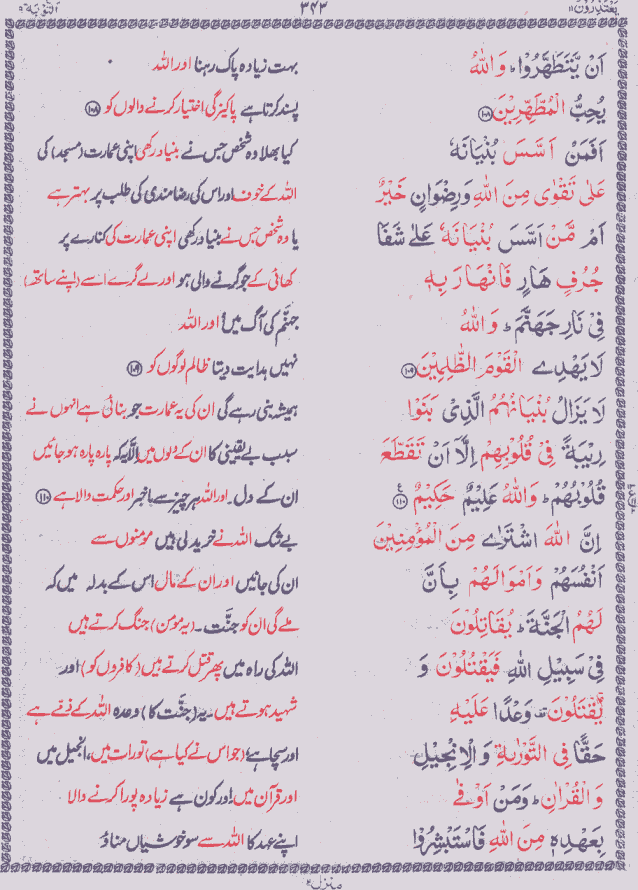 یَعْتَذِرُوْنَ ۱۱ ۳۴۳ اَلتَّوْبَة ۹
اَنْ یَّتَطَهَّرُوْا ؕ وَ اللّٰهُ بہت زیادہ پاک رہنا اور اللہ
یُحِبُّ الْمُطَّهِّرِیْنَ ﴿۱۰۸﴾ پسند کرتا ہے پاکیزگی اختیار کرنے والوں کو ﴿۱۰۸﴾
اَفَمَنْ اَسَّسَ بُنْیَانَهٗ کیا بھلا وہ شخص جس نے بنیاد رکھی اپنی عمارت (مسجد) کی
عَلٰی تَقْوٰی مِنَ اللّٰهِ وَ رِضْوَانٍ خَیْرٌ اللہ کے خوف اور اس کی رضا مندی کی طلب پر بہتر ہے
اَمْ مَّنْ اَسَّسَ بُنْیَانَهٗ عَلٰی شَفَا یا وہ شخص جس نے بنیاد رکھی اپنی عمارت کی کنارے پر
جُرُفٍ هَارٍ فَانْهَارَ بِهٖ کھائی کے جو گرنے والی ہو اور لے گرے اسے (اپنے ساتھ)
فِیْ نَارِ جَهَنَّمَ ؕ وَ اللّٰهُ جہنّم کی آگ میں! اور اللہ
لَا یَهْدِی الْقَوْمَ الظّٰلِمِیْنَ ﴿۱۰۹﴾ نہیں ہدایت دیتا ظالم لوگوں کو ﴿۱۰۹﴾
لَا یَزَالُ بُنْیَانُهُمُ الَّذِیْ بَنَوْا ہمیشہ بنی رہے گی ان کی یہ عمارت جو بنائی ہے انہوں نے
رِیْبَةً فِیْ قُلُوْبِهِمْ اِلَّاۤ اَنْ تَقَطَّعَ سبب بے یقینی کا ان کے دلوں میں اِلَّا یہ کہ پارہ پارہ ہو جائیں
قُلُوْبُهُمْ ؕ وَ اللّٰهُ عَلِیْمٌ حَكِیْمٌ ﴿۱۱۰﴾ ع ان کے دل۔ اور اللہ ہر چیز سے باخبر اور حکمت والا ہے ﴿۱۱۰﴾
اِنَّ اللّٰهَ اشْتَرٰی مِنَ الْمُؤْمِنِیْنَ بے شک اللہ نے خرید لی ہیں مومنوں سے
اَنْفُسَهُمْ وَ اَمْوَالَهُمْ بِاَنَّ ان کی جانیں اور ان کے مال اس کے بدلہ میں کہ
لَهُمُ الْجَنَّةَ ؕ یُقَاتِلُوْنَ ملے گی ان کو جنَّت۔ (یہ مومن) جنگ کرتے ہیں
فِیْ سَبِیْلِ اللّٰهِ فَیَقْتُلُوْنَ وَ اللہ کی راہ میں پھر قتل کرتے ہیں (کافروں کو) اور
یُقْتَلُوْنَ ۫ وَعْدًا عَلَیْهِ شہید ہوتے ہیں۔ یہ (جنّت کا) وعدہ اللہ کے ذمّے ہے
حَقًّا فِی التَّوْرٰىةِ وَ الْاِنْجِیْلِ اور سچا ہے (جو اس نے کیا ہے) تورات میں، انجیل میں
وَ الْقُرْاٰنِ ؕ وَ مَنْ اَوْفٰی اور قرآن میں! اور کون ہے زیادہ پورا کرنے والا
بِعَهْدِهٖ مِنَ اللّٰهِ فَاسْتَبْشِرُوْا اپنے عہد کا اللہ سے سو خوشیاں مناؤ
منزل ۲